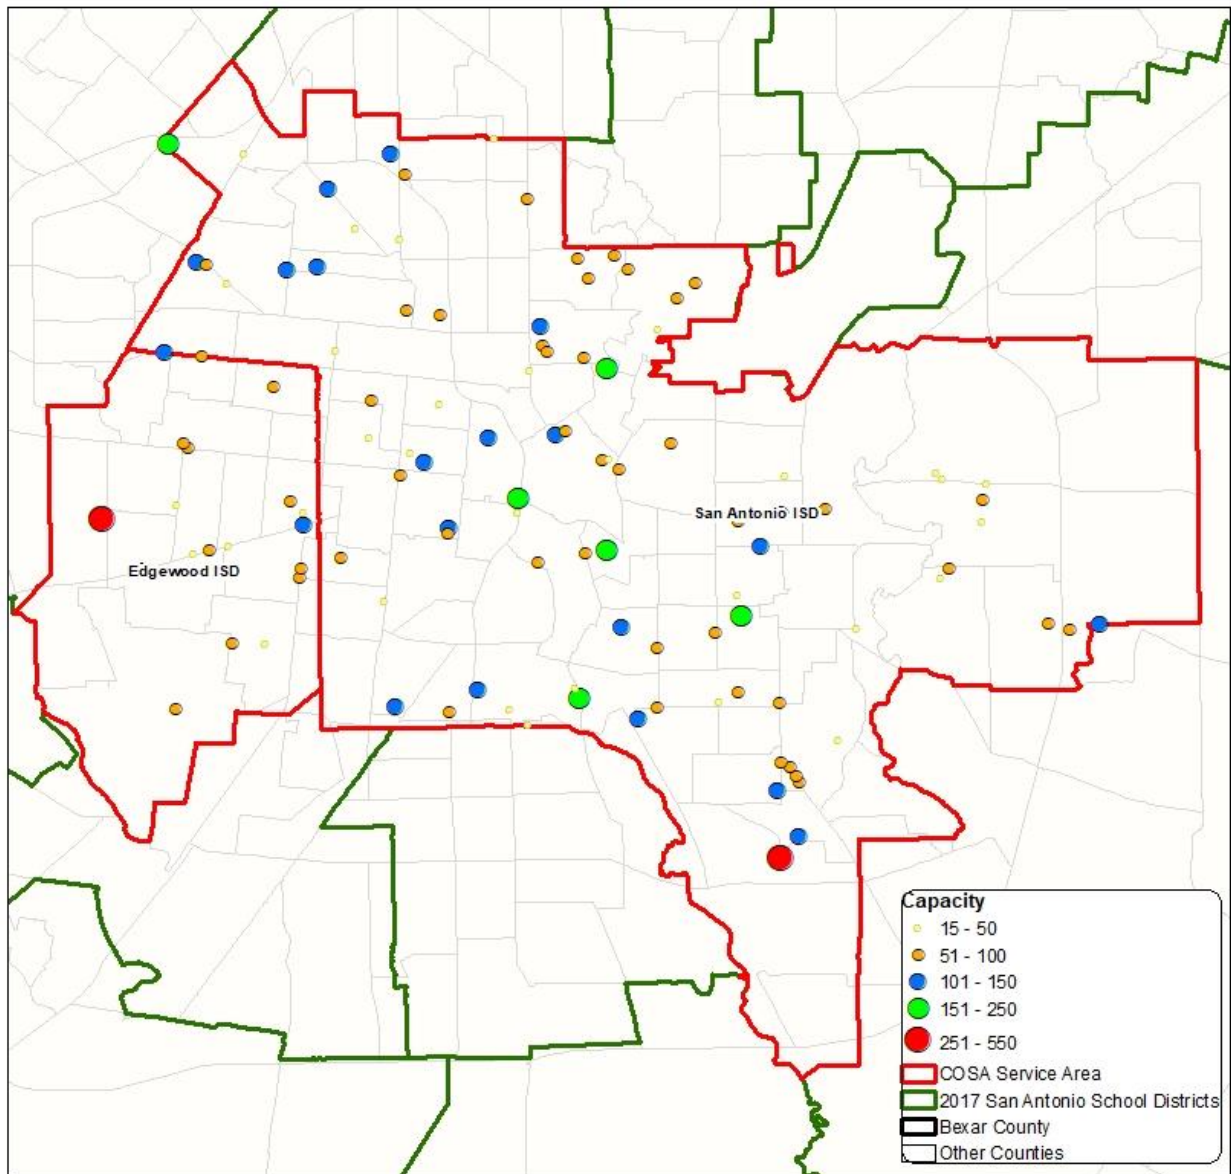 San Antonio ISD
Edgewood ISD
Capacity
15 - 50
51 - 100
101 - 150
151 - 250
251 - 550
COSA Service Area
2017 San Antonio School Districts
Bexar County
Other Counties